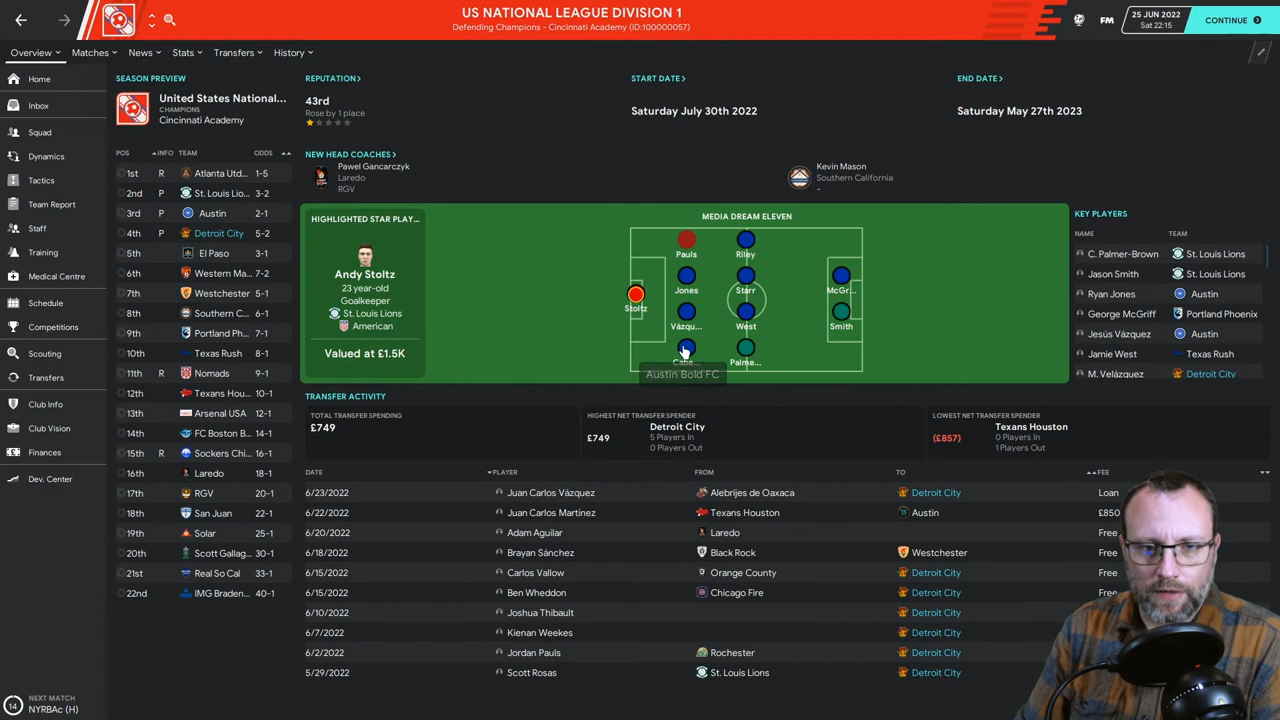 US NATIONAL LEAGUE DIVISION 1
Defending Champions - Cincinnati Academy (ID:100000057)
FM
25 JUN 2022
Sat 22:15
CONTINUE
Overview
Matches
News
Stats
Transfers
History
Home
Inbox
Squad
Dynamics
Tactics
Team Report
Staff
Training
Medical Centre
Schedule
Competitions
Scouting
Transfers
Club Info
Club Vision
Finances
Dev. Center
14
NEXT MATCH
NYRBAc (H)
SEASON PREVIEW
United States National...
CHAMPIONS
Cincinnati Academy
POS INFO TEAM ODDS
1st R Atlanta Utd... 1-5
2nd P St. Louis Lio... 3-2
3rd P Austin 2-1
4th P Detroit City 5-2
5th El Paso 3-1
6th Western Ma... 7-2
7th Westchester 5-1
8th Southern C... 6-1
9th Portland Ph... 7-1
10th Texas Rush 8-1
11th R Nomads 9-1
12th Texans Hou... 10-1
13th Arsenal USA 12-1
14th FC Boston B... 14-1
15th R Sockers Chi... 16-1
16th Laredo 18-1
17th RGV 20-1
18th San Juan 22-1
19th Solar 25-1
20th Scott Gallag... 30-1
21st Real So Cal 33-1
22nd IMG Braden... 40-1
REPUTATION
43rd
Rose by 1 place
START DATE
Saturday July 30th 2022
END DATE
Saturday May 27th 2023
NEW HEAD COACHES
Pawel Gancarczyk
Laredo
RGV
Kevin Mason
Southern California
-
HIGHLIGHTED STAR PLAY...
Andy Stoltz
23 year-old
Goalkeeper
St. Louis Lions
American
Valued at £1.5K
MEDIA DREAM ELEVEN
Pauls
Riley
Jones
Starr
McGr...
Stoltz
Vázqu...
West
Smith
Palme...
Austin Bold FC
KEY PLAYERS
NAME TEAM
C. Palmer-Brown St. Louis Lions
Jason Smith St. Louis Lions
Ryan Jones Austin
George McGriff Portland Phoenix
Jesús Vázquez Austin
Jamie West Texas Rush
M. Velázquez Detroit City
TRANSFER ACTIVITY
TOTAL TRANSFER SPENDING
£749
HIGHEST NET TRANSFER SPENDER
£749
Detroit City
5 Players In
0 Players Out
LOWEST NET TRANSFER SPENDER
(£857)
Texans Houston
0 Players In
1 Players Out
DATE PLAYER FROM TO FEE
6/23/2022 Juan Carlos Vázquez Alebrijes de Oaxaca Detroit City Loan
6/22/2022 Juan Carlos Martínez Texans Houston Austin £850
6/20/2022 Adam Aguilar Laredo Free
6/18/2022 Brayan Sánchez Black Rock Westchester Free
6/15/2022 Carlos Vallow Orange County Detroit City Free
6/15/2022 Ben Wheddon Chicago Fire Detroit City Free
6/10/2022 Joshua Thibault Detroit City
6/7/2022 Kienan Weekes Detroit City
6/2/2022 Jordan Pauls Rochester Detroit City
5/29/2022 Scott Rosas St. Louis Lions Detroit City